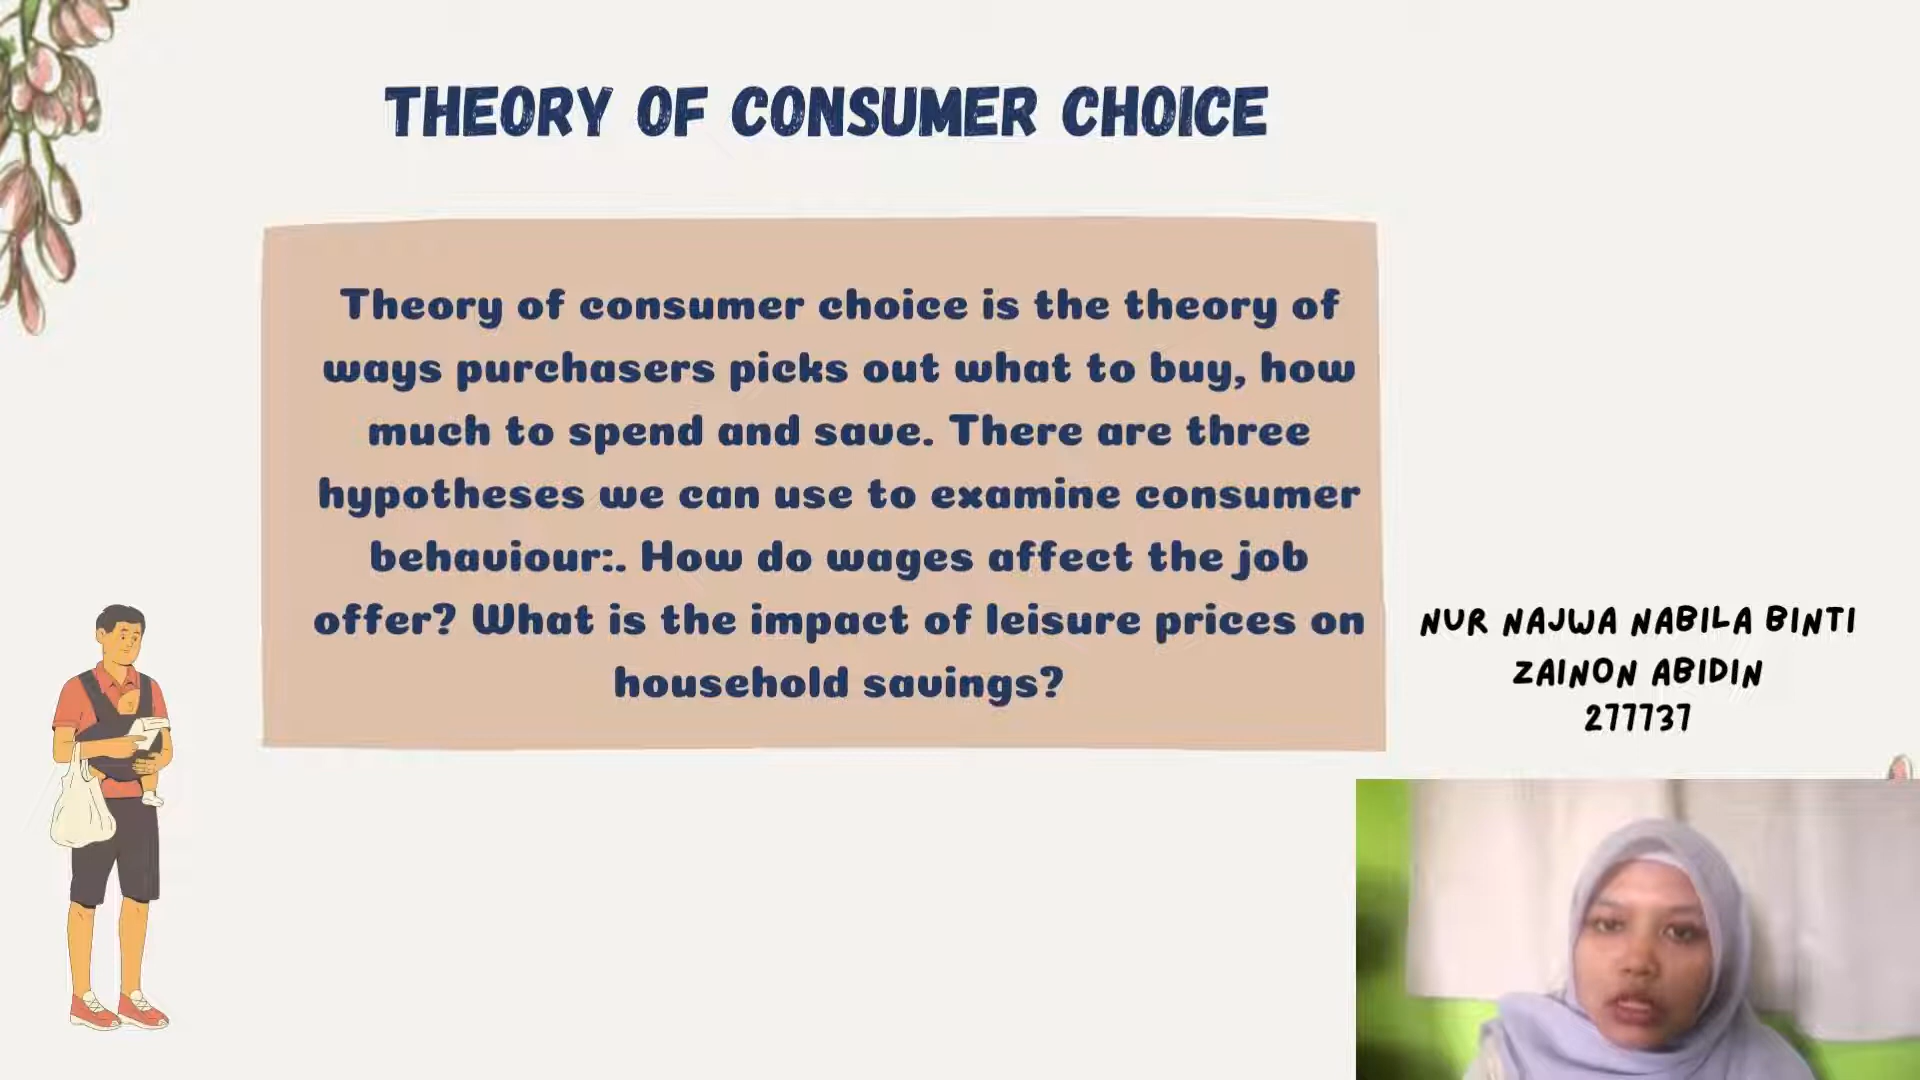 THEORY OF CONSUMER CHOICE
Theory of consumer choice is the theory of
ways purchasers picks out what to buy, how
much to spend and save. There are three
hypotheses we can use to examine consumer
behaviour:. How do wages affect the job
offer? What is the impact of leisure prices on
household savings?
NUR NAJWA NABILA BINTI
ZAINON ABIDIN
277737